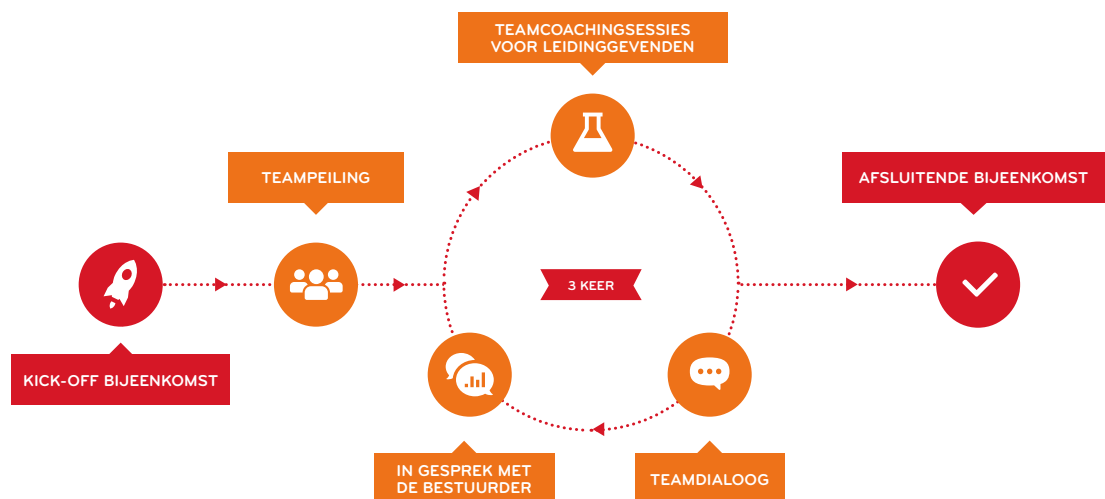 TEAMCOACHINGSESSIES
VOOR LEIDINGGEVENDEN
TEAMPEILING
AFSLUITENDE BIJEENKOMST
3 KEER
KICK-OFF BIJEENKOMST
IN GESPREK MET
DE BESTUURDER
TEAMDIALOOG